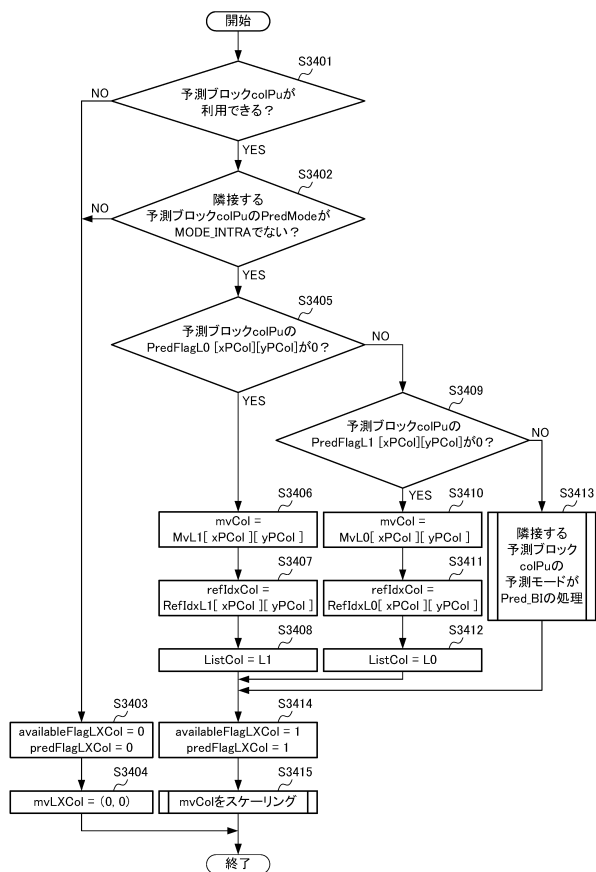 開始
S3401
予測ブロックcolPuが
利用できる？
NO
YES
S3402
隣接する
予測ブロックcolPuのPredModeが
MODE_INTRAでない？
NO
YES
S3405
予測ブロックcolPuの
PredFlagL0 [xPCol][yPCol]が0？
NO
YES
S3409
予測ブロックcolPuの
PredFlagL1 [xPCol][yPCol]が0？
NO
YES
S3406
mvCol =
MvL1[ xPCol ][ yPCol ]
S3410
mvCol =
MvL0[ xPCol ][ yPCol ]
S3413
隣接する
予測ブロック
colPuの
予測モードが
Pred_BIの処理
S3407
refIdxCol =
RefIdxL1[ xPCol ][ yPCol ]
S3411
refIdxCol =
RefIdxL0[ xPCol ][ yPCol ]
S3408
ListCol = L1
S3412
ListCol = L0
S3403
availableFlagLXCol = 0
predFlagLXCol = 0
S3414
availableFlagLXCol = 1
predFlagLXCol = 1
S3404
mvLXCol = (0, 0)
S3415
mvColをスケーリング
終了